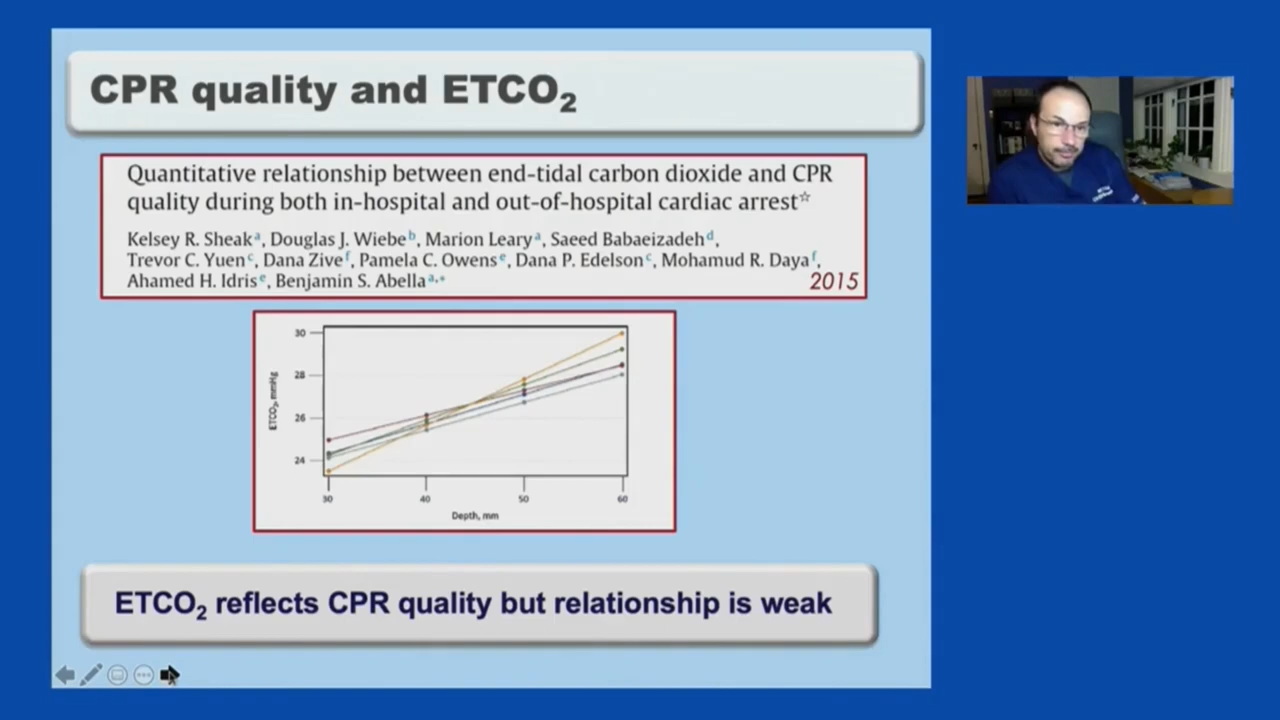 CPR quality and ETCO₂
Quantitative relationship between end-tidal carbon dioxide and CPR
quality during both in-hospital and out-of-hospital cardiac arrest☆
Kelsey R. Sheak a, Douglas J. Wiebe b, Marion Leary a, Saeed Babaeizadeh d,
Trevor C. Yuen c, Dana Zive f, Pamela C. Owens e, Dana P. Edelson c, Mohamud R. Daya f,
Ahamed H. Idris e, Benjamin S. Abella a,*
2015
30
28
26
24
ETCO₂, mmHg
30 40 50 60
Depth, mm
ETCO₂ reflects CPR quality but relationship is weak